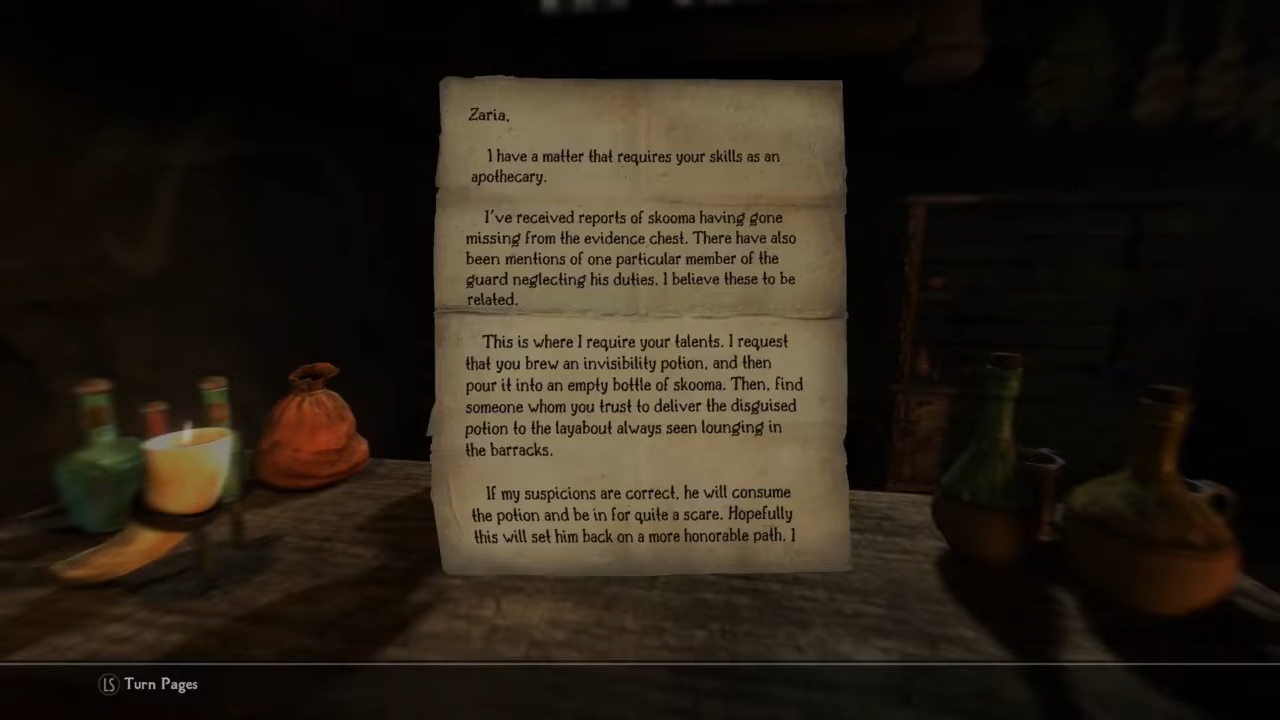 Zaria,
I have a matter that requires your skills as an
apothecary.
I've received reports of skooma having gone
missing from the evidence chest. There have also
been mentions of one particular member of the
guard neglecting his duties. I believe these to be
related.
This is where I require your talents. I request
that you brew an invisibility potion, and then
pour it into an empty bottle of skooma. Then, find
someone whom you trust to deliver the disguised
potion to the layabout always seen lounging in
the barracks.
If my suspicions are correct, he will consume
the potion and be in for quite a scare. Hopefully
this will set him back on a more honorable path. I
LS Turn Pages